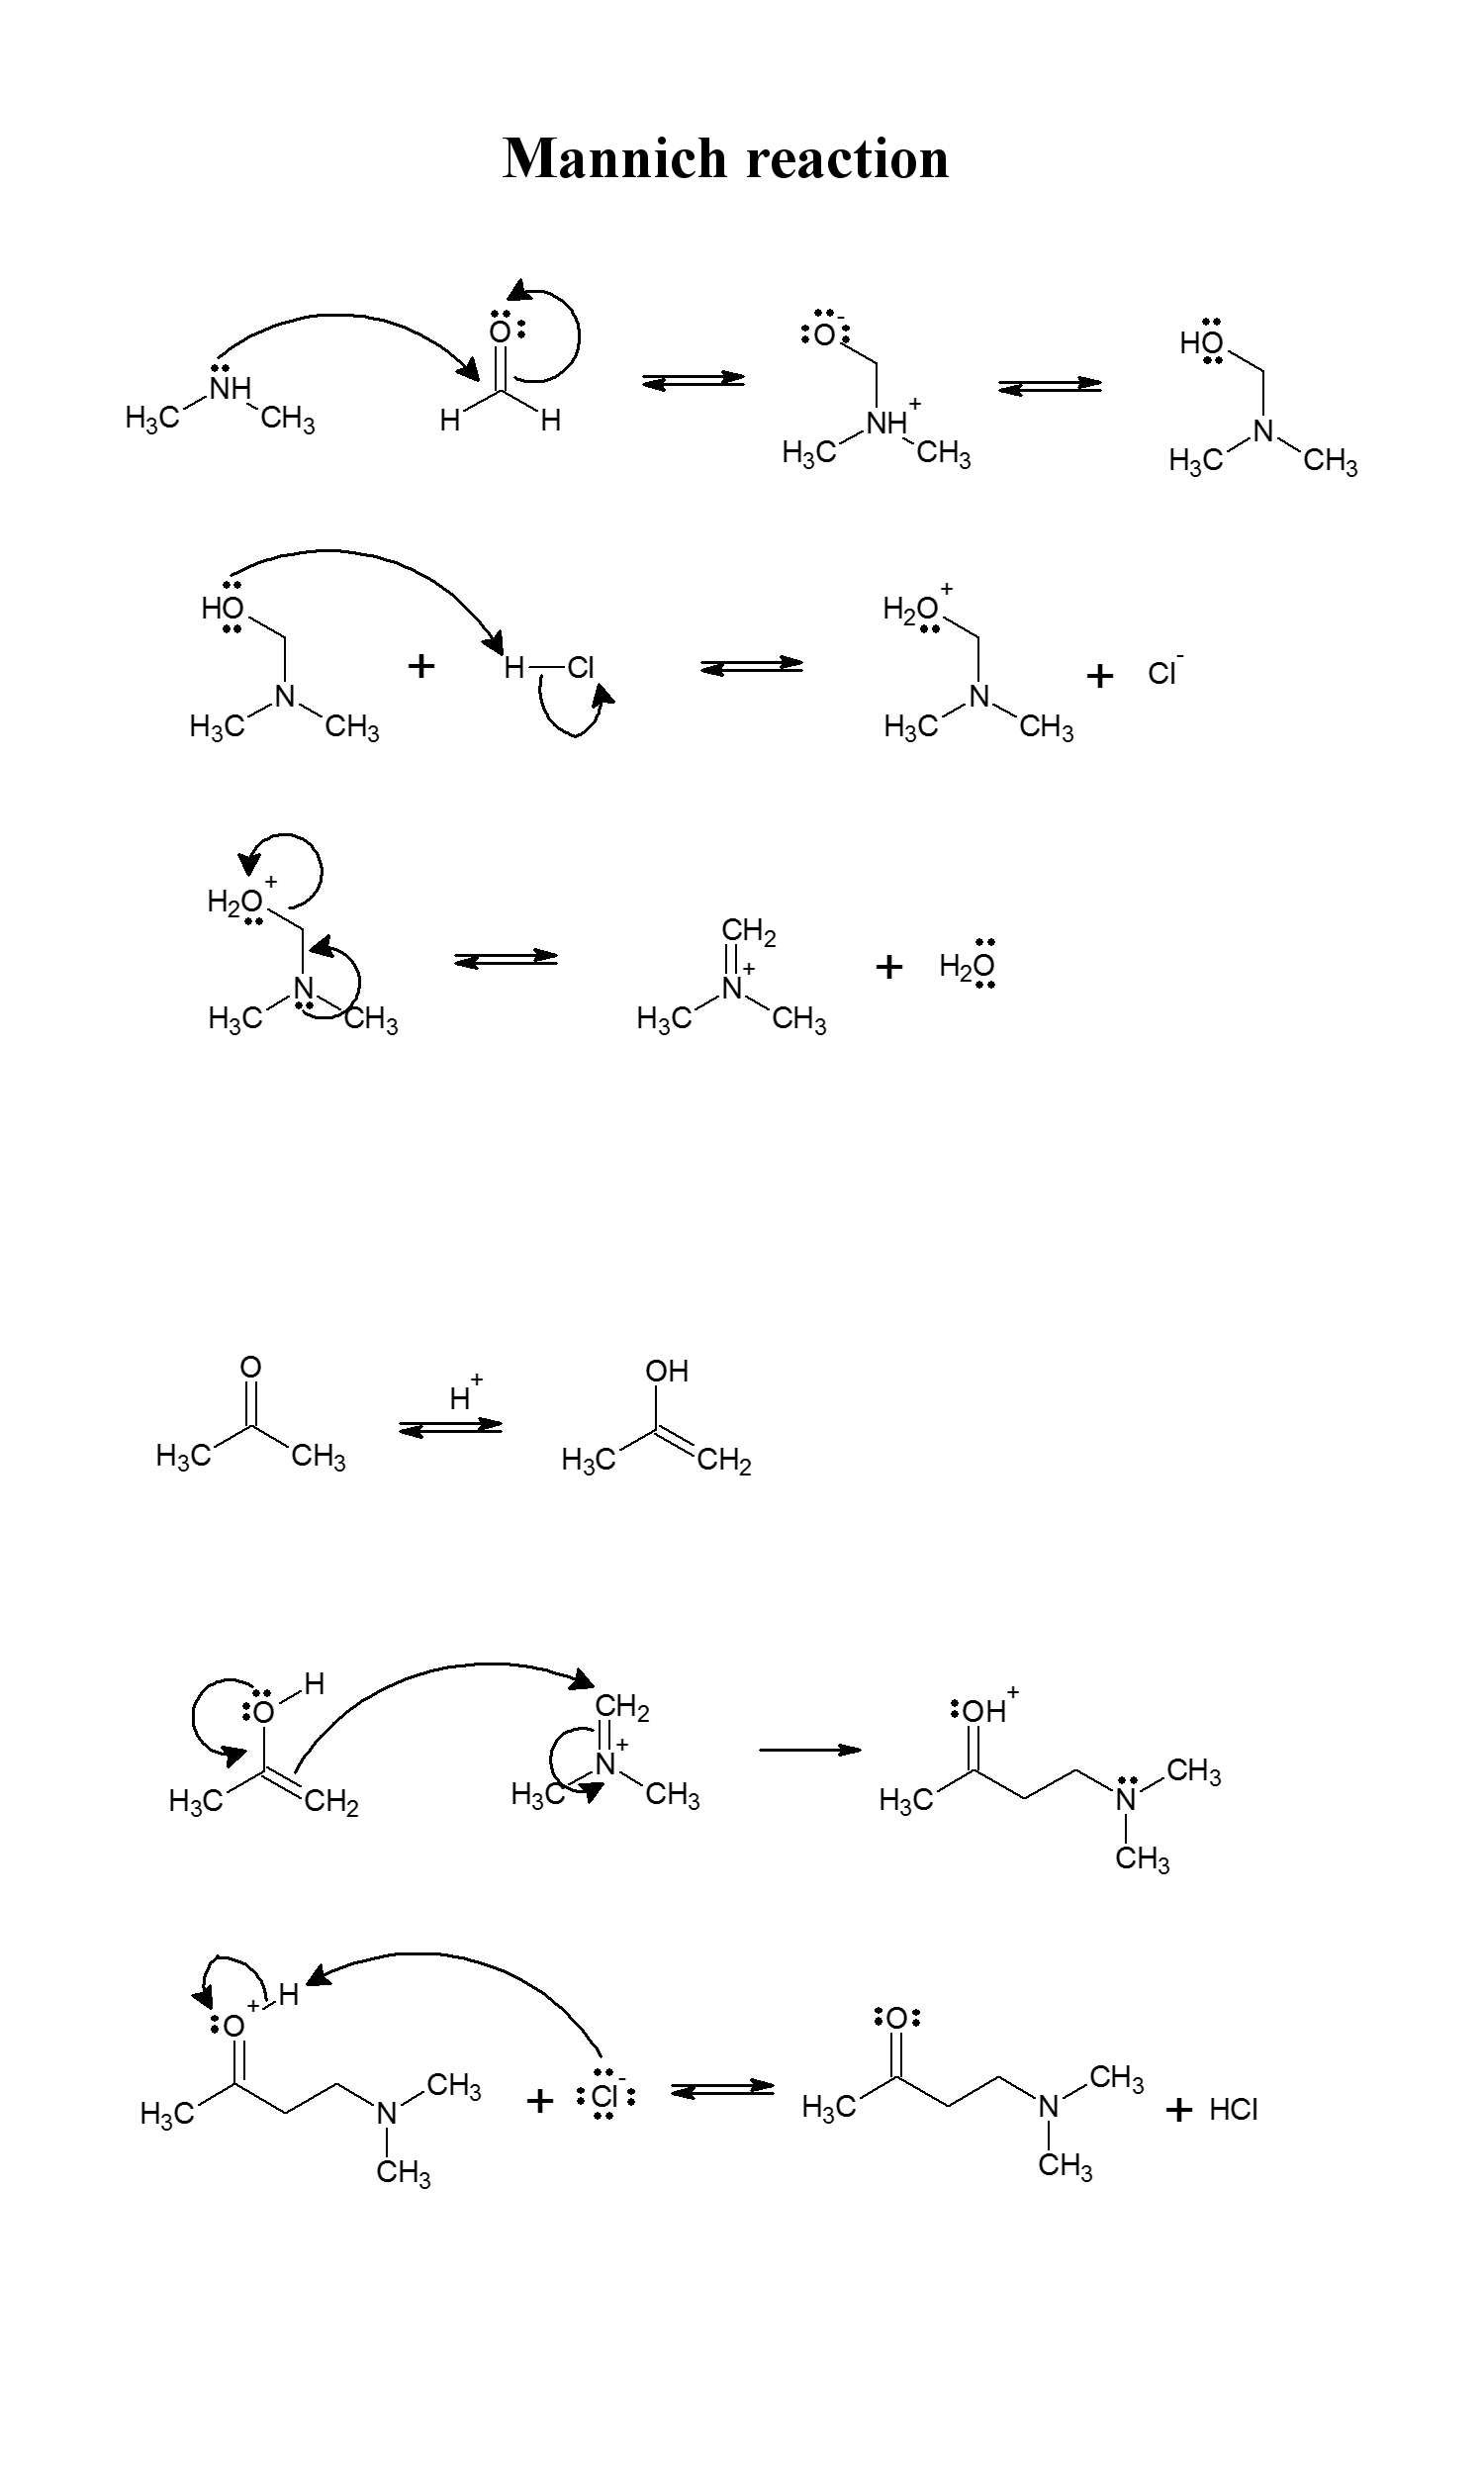 Mannich reaction
NH H₃C CH₃ O H H O⁻ NH⁺ H₃C CH₃ HO N H₃C CH₃
HO N H₃C CH₃ + H Cl H₂O⁺ N H₃C CH₃ + Cl⁻
H₂O⁺ N H₃C CH₃ CH₂ N⁺ H₃C CH₃ + H₂O
O H₃C CH₃ H⁺ OH H₃C CH₂
O H H₃C CH₂ CH₂ N⁺ H₃C CH₃ OH⁺ H₃C N CH₃ CH₃
O⁺ H H₃C N CH₃ CH₃ + Cl⁻ O H₃C N CH₃ CH₃ + HCl